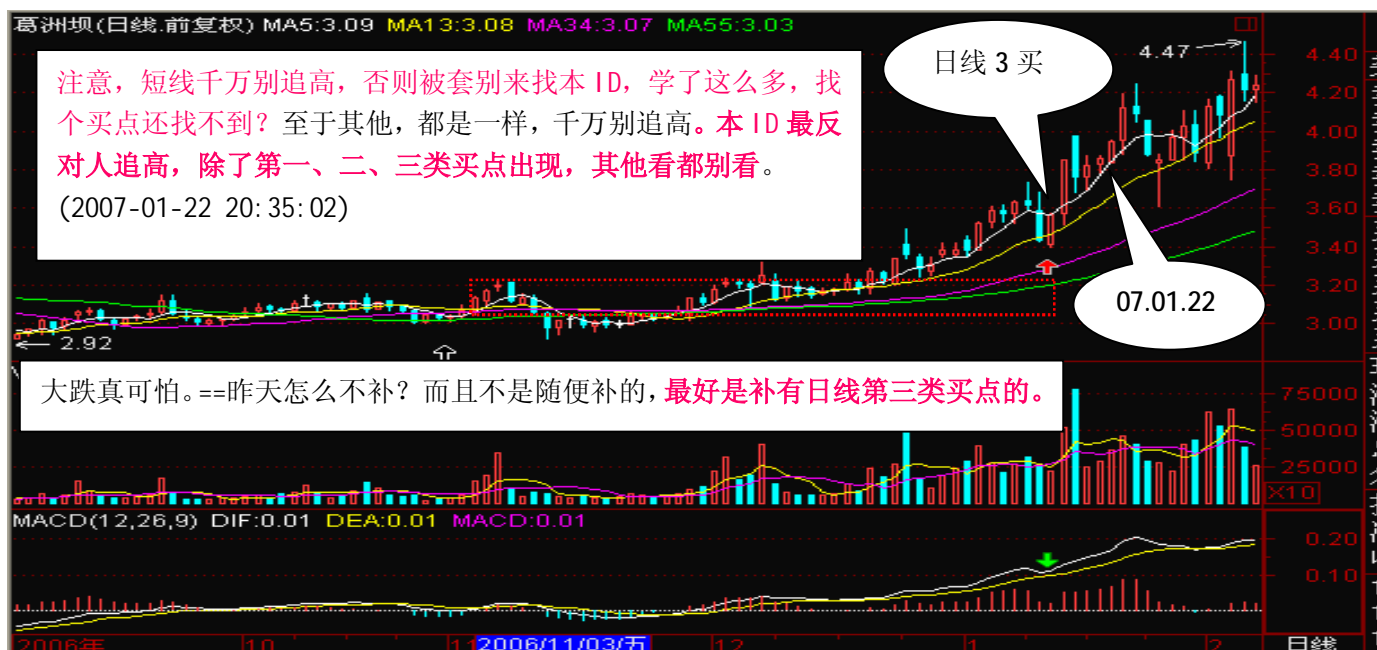 葛洲坝(日线.前复权) MA5:3.09 MA13:3.08 MA34:3.07 MA55:3.03
注意，短线千万别追高，否则被套别来找本 ID，学了这么多，找
个买点还找不到？至于其他，都是一样，千万别追高。本 ID 最反
对人追高，除了第一、二、三类买点出现，其他看都别看。
(2007-01-22 20:35:02)
日线 3 买
4.47
4.40
4.20
4.00
3.80
3.60
3.40
3.20
3.00
07.01.22
2.92
大跌真可怕。==昨天怎么不补？而且不是随便补的，最好是补有日线第三类买点的。
75000
50000
25000
X10
MACD(12,26,9) DIF:0.01 DEA:0.01 MACD:0.01
0.20
0.10
2006年 10 11 2006/11/03/五 12 1 2 日线